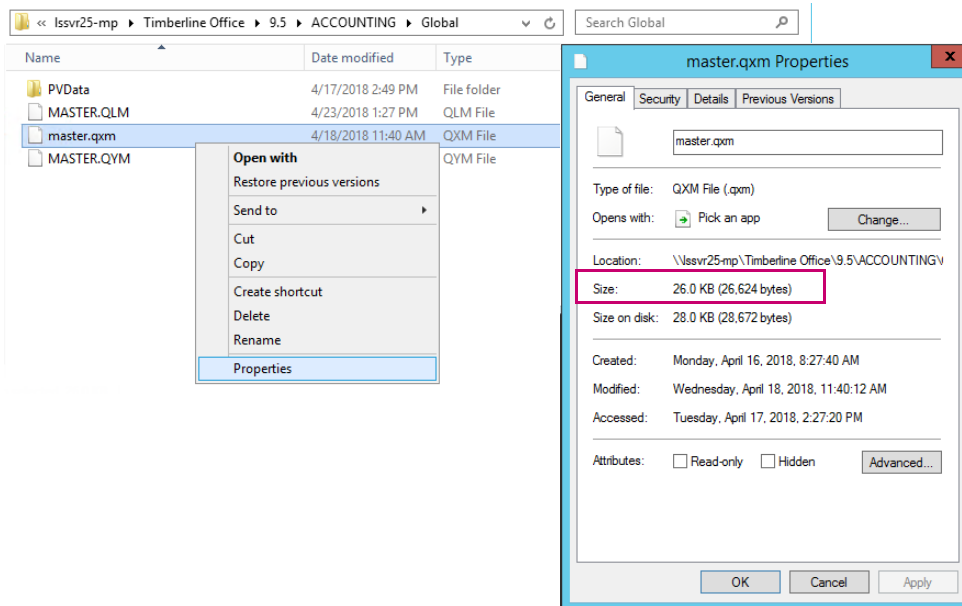 « lssvr25-mp ▸ Timberline Office ▸ 9.5 ▸ ACCOUNTING ▸ Global
Search Global
Name Date modified Type
PVData 4/17/2018 2:49 PM File folder
MASTER.QLM 4/23/2018 1:27 PM QLM File
master.qxm 4/18/2018 11:40 AM QXM File
MASTER.QYM QYM File
Open with
Restore previous versions
Send to
Cut
Copy
Create shortcut
Delete
Rename
Properties
master.qxm Properties
x
General Security Details Previous Versions
master.qxm
Type of file: QXM File (.qxm)
Opens with: Pick an app Change...
Location: \\lssvr25-mp\Timberline Office\9.5\ACCOUNTING\
Size: 26.0 KB (26,624 bytes)
Size on disk: 28.0 KB (28,672 bytes)
Created: Monday, April 16, 2018, 8:27:40 AM
Modified: Wednesday, April 18, 2018, 11:40:12 AM
Accessed: Tuesday, April 17, 2018, 2:27:20 PM
Attributes: Read-only Hidden Advanced...
OK Cancel Apply